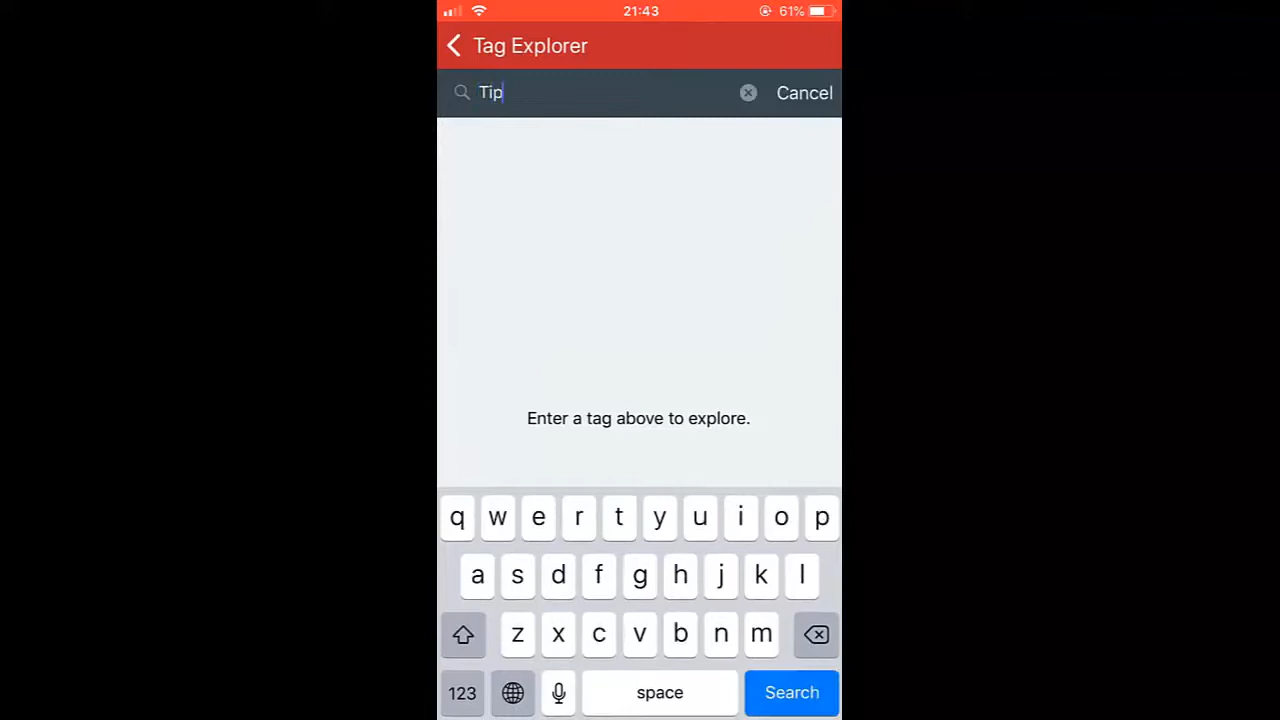 21:43 61%
Tag Explorer
Tip Cancel
Enter a tag above to explore.
q w e r t y u i o p
a s d f g h j k l
z x c v b n m
123 space Search